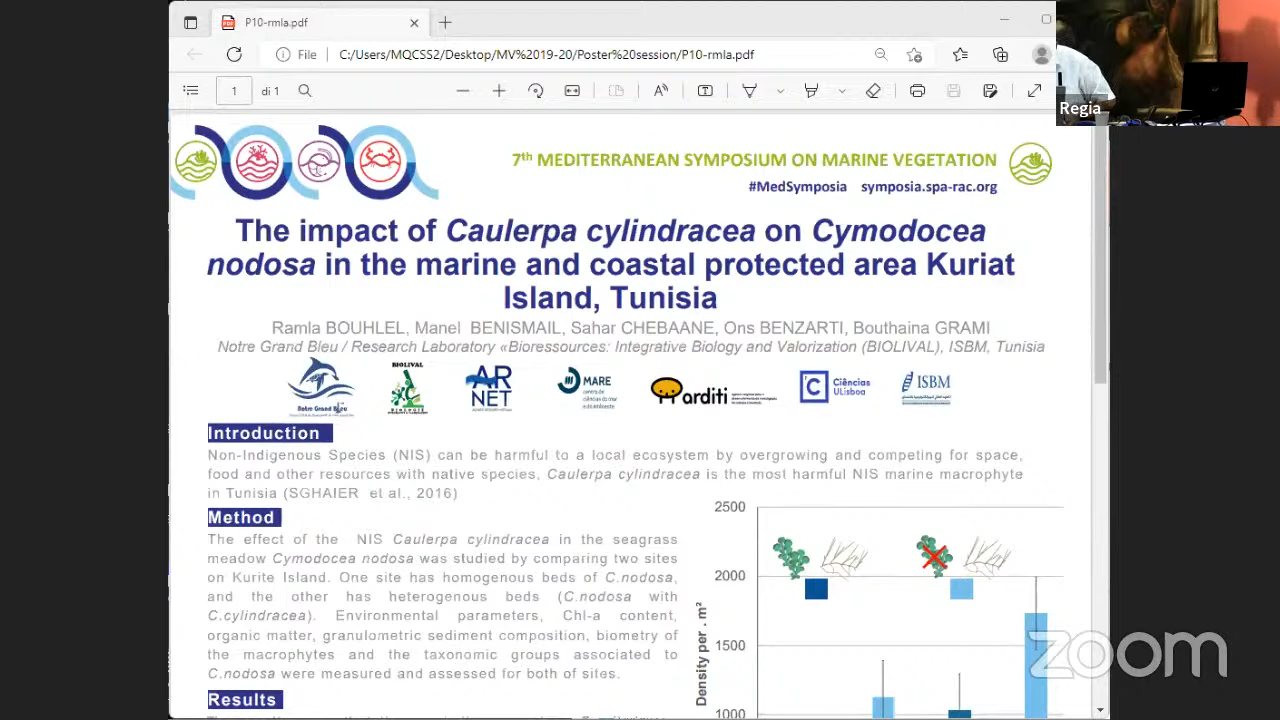 P10-rmla.pdf
File
C:/Users/MQCSS2/Desktop/MV%2019-20/Poster%20session/P10-rmla.pdf
1 di 1
Regia
7th MEDITERRANEAN SYMPOSIUM ON MARINE VEGETATION
#MedSymposia symposia.spa-rac.org
The impact of Caulerpa cylindracea on Cymodocea
nodosa in the marine and coastal protected area Kuriat
Island, Tunisia
Ramla BOUHLEL, Manel BENISMAIL, Sahar CHEBAANE, Ons BENZARTI, Bouthaina GRAMI
Notre Grand Bleu / Research Laboratory «Bioressources: Integrative Biology and Valorization (BIOLIVAL), ISBM, Tunisia
Notre Grand Bleu
BIOLIVAL
AR
NET
MARE
arditi
Ciências
ULisboa
ISBM
Introduction
Non-Indigenous Species (NIS) can be harmful to a local ecosystem by overgrowing and competing for space,
food and other resources with native species, Caulerpa cylindracea is the most harmful NIS marine macrophyte
in Tunisia (SGHAIER et al., 2016)
Method
The effect of the NIS Caulerpa cylindracea in the seagrass
meadow Cymodocea nodosa was studied by comparing two sites
on Kurite Island. One site has homogenous beds of C.nodosa,
and the other has heterogenous beds (C.nodosa with
C.cylindracea). Environmental parameters, Chl-a content,
organic matter, granulometric sediment composition, biometry of
the macrophytes and the taxonomic groups associated to
C.nodosa were measured and assessed for both of sites.
Results
2500
2000
1500
1000
Density per . m²
zoom